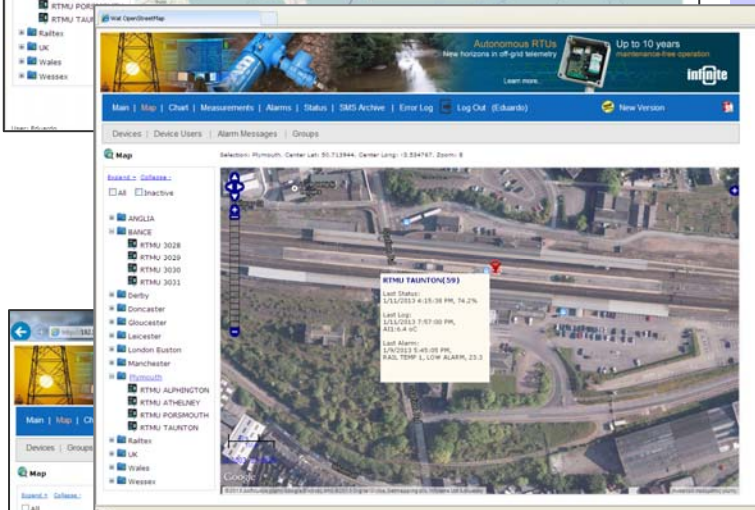 RTMU POR
RTMU TAU
Railtex
UK
Wales
Wessex
User: Eduardo
Wat OpenStreetMap
Autonomous RTUs
New horizons in off-grid telemetry
Learn more..
Up to 10 years
maintenance-free operation
infinite
Main | Map | Chart | Measurements | Alarms | Status | SMS Archive | Error Log | Log Out (Eduardo)
New Version
Devices | Device Users | Alarm Messages | Groups
Map
Selection: Plymouth, Center Lat: 50.713944, Center Long: -3.534767, Zoom: 8
Expand + Collapse -
All Inactive
ANGLIA
BANCE
RTMU 3028
RTMU 3029
RTMU 3030
RTMU 3031
Derby
Doncaster
Gloucester
Leicester
London Euston
Manchester
Plymouth
RTMU ALPHINGTON
RTMU ATHELNEY
RTMU PORSMOUTH
RTMU TAUNTON
Railtex
UK
Wales
Wessex
RTMU TAUNTON(59)
Last Status:
1/11/2013 6:15:38 PM, 74.2%
Last Log:
1/11/2013 7:57:00 PM,
AI1:6.4 oC
Last Alarm:
1/9/2013 5:45:05 PM,
RAIL TEMP 1, LOW ALARM, 23.2
Google
Main | Map | Ch
Devices | Groups
Map
Expand + Collapse -
All